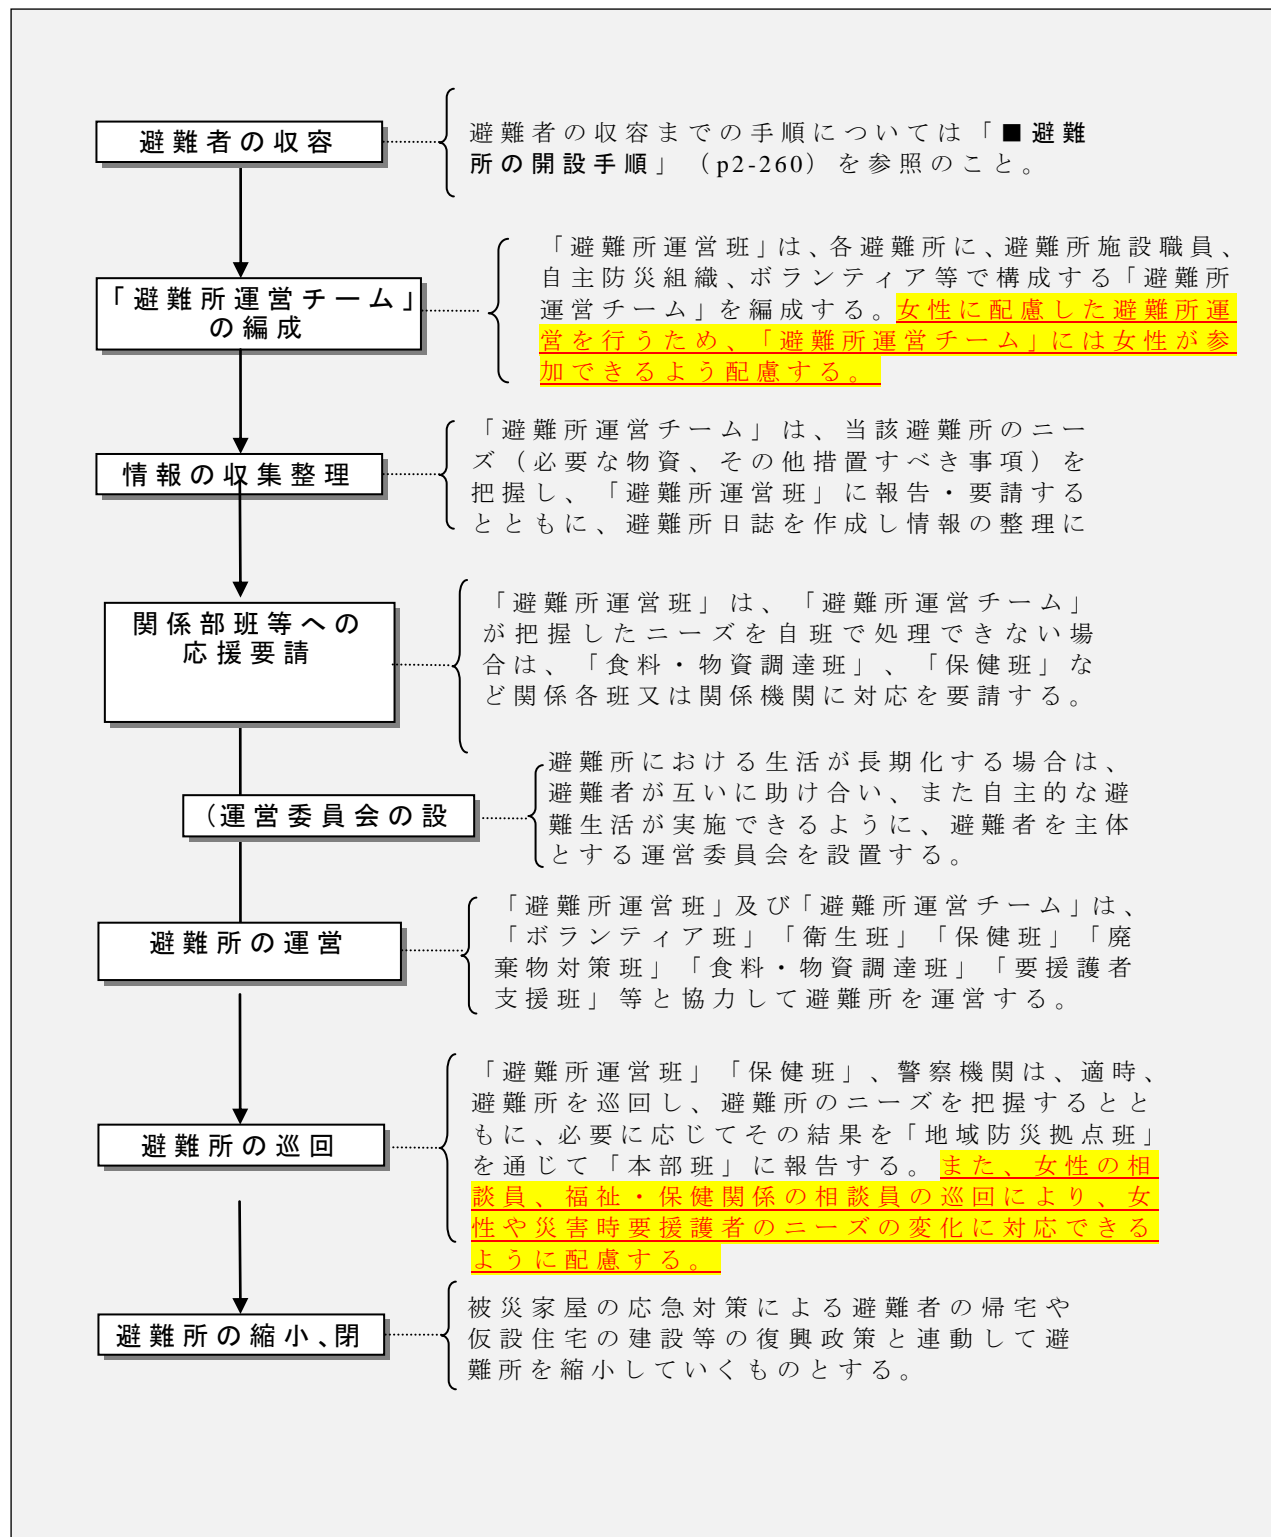 避難者の収容
避難者の収容までの手順については「■避難
所の開設手順」（p2-260）を参照のこと。
「避難所運営チーム」
の編成
「避難所運営班」は、各避難所に、避難所施設職員、
自主防災組織、ボランティア等で構成する「避難所
運営チーム」を編成する。女性に配慮した避難所運
営を行うため、「避難所運営チーム」には女性が参
加できるよう配慮する。
情報の収集整理
「避難所運営チーム」は、当該避難所のニー
ズ（必要な物資、その他措置すべき事項）を
把握し、「避難所運営班」に報告・要請する
とともに、避難所日誌を作成し情報の整理に
関係部班等への
応援要請
「避難所運営班」は、「避難所運営チーム」
が把握したニーズを自班で処理できない場
合は、「食料・物資調達班」、「保健班」な
ど関係各班又は関係機関に対応を要請する。
（運営委員会の設
避難所における生活が長期化する場合は、
避難者が互いに助け合い、また自主的な避
難生活が実施できるように、避難者を主体
とする運営委員会を設置する。
避難所の運営
「避難所運営班」及び「避難所運営チーム」は、
「ボランティア班」「衛生班」「保健班」「廃
棄物対策班」「食料・物資調達班」「要援護者
支援班」等と協力して避難所を運営する。
避難所の巡回
「避難所運営班」「保健班」、警察機関は、適時、
避難所を巡回し、避難所のニーズを把握するとと
もに、必要に応じてその結果を「地域防災拠点班」
を通じて「本部班」に報告する。また、女性の相
談員、福祉・保健関係の相談員の巡回により、女
性や災害時要援護者のニーズの変化に対応できる
ように配慮する。
避難所の縮小、閉
被災家屋の応急対策による避難者の帰宅や
仮設住宅の建設等の復興政策と連動して避
難所を縮小していくものとする。